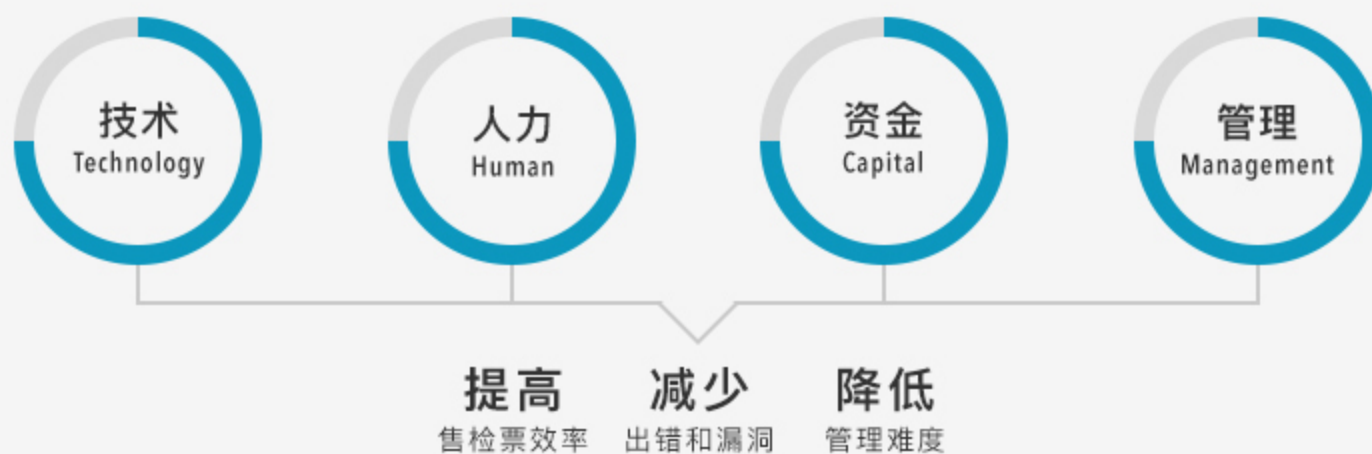 技术
Technology
人力
Human
资金
Capital
管理
Management
提高 减少 降低
售检票效率 出错和漏洞 管理难度